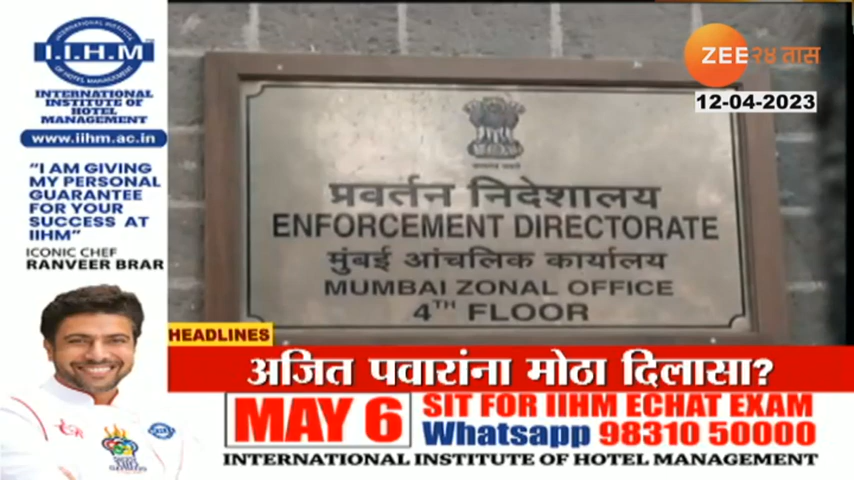 INTERNATIONAL INSTITUTE
I.I.H.M
OF HOTEL MANAGEMENT
INTERNATIONAL
INSTITUTE OF
HOTEL
MANAGEMENT
www.iihm.ac.in
“I AM GIVING
MY PERSONAL
GUARANTEE
FOR YOUR
SUCCESS AT
IIHM”
ICONIC CHEF
RANVEER BRAR
ZEE २४ तास
12-04-2023
प्रवर्तन निदेशालय
ENFORCEMENT DIRECTORATE
मुंबई आंचलिक कार्यालय
MUMBAI ZONAL OFFICE
4TH FLOOR
HEADLINES
अजित पवारांना मोठा दिलासा?
MAY 6
SIT FOR IIHM ECHAT EXAM
Whatsapp 98310 50000
INTERNATIONAL INSTITUTE OF HOTEL MANAGEMENT